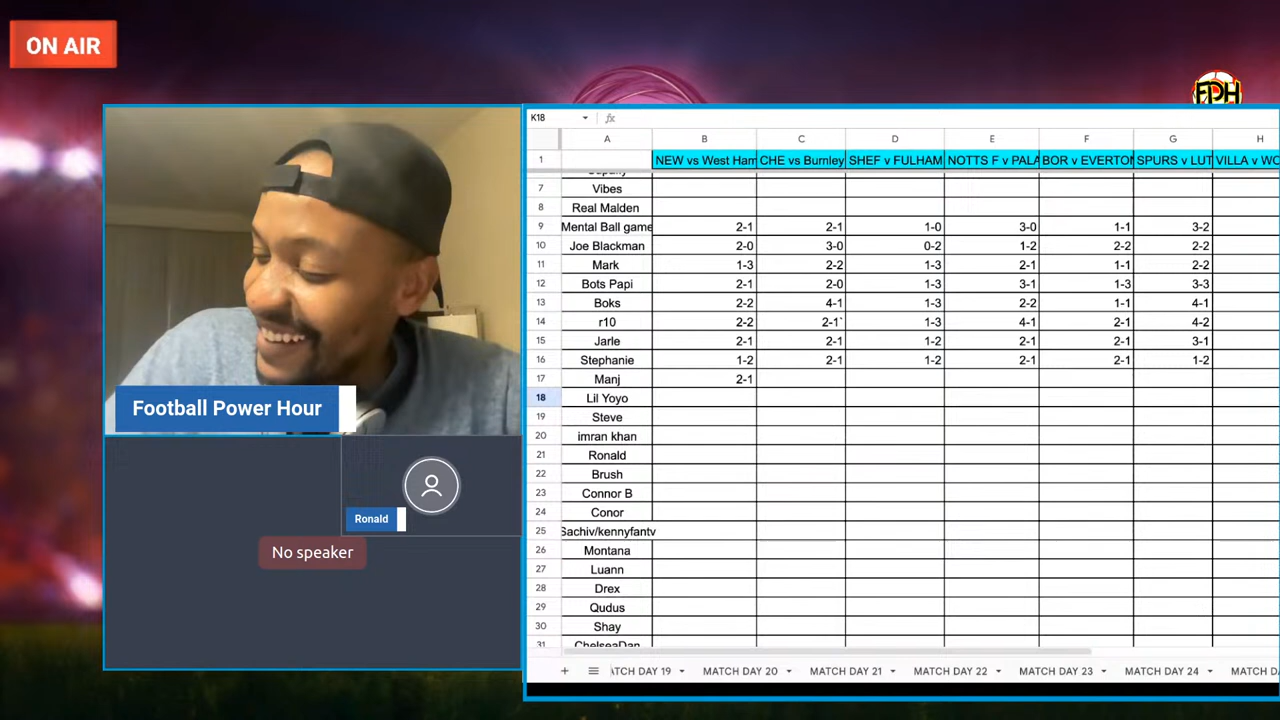 ON AIR
FPH
K18 fx
A B C D E F G H
1 NEW vs West Ham CHE vs Burnley SHEF v FULHAM NOTTS F v PALA BOR v EVERTON SPURS v LUT VILLA v WO
7 Vibes
8 Real Malden
9 Mental Ball game 2-1 2-1 1-0 3-0 1-1 3-2
10 Joe Blackman 2-0 3-0 0-2 1-2 2-2 2-2
11 Mark 1-3 2-2 1-3 2-1 1-1 2-2
12 Bots Papi 2-1 2-0 1-3 3-1 1-3 3-3
13 Boks 2-2 4-1 1-3 2-2 1-1 4-1
14 r10 2-2 2-1` 1-3 4-1 2-1 4-2
15 Jarle 2-1 2-1 1-2 2-1 2-1 3-1
16 Stephanie 1-2 2-1 1-2 2-1 2-1 1-2
17 Manj 2-1
18 Lil Yoyo
19 Steve
20 imran khan
21 Ronald
22 Brush
23 Connor B
24 Conor
25 Sachiv/kennyfantv
26 Montana
27 Luann
28 Drex
29 Qudus
30 Shay
31 ChelseaDan
+ ATCH DAY 19 MATCH DAY 20 MATCH DAY 21 MATCH DAY 22 MATCH DAY 23 MATCH DAY 24 MATCH DA
Football Power Hour
Ronald
No speaker